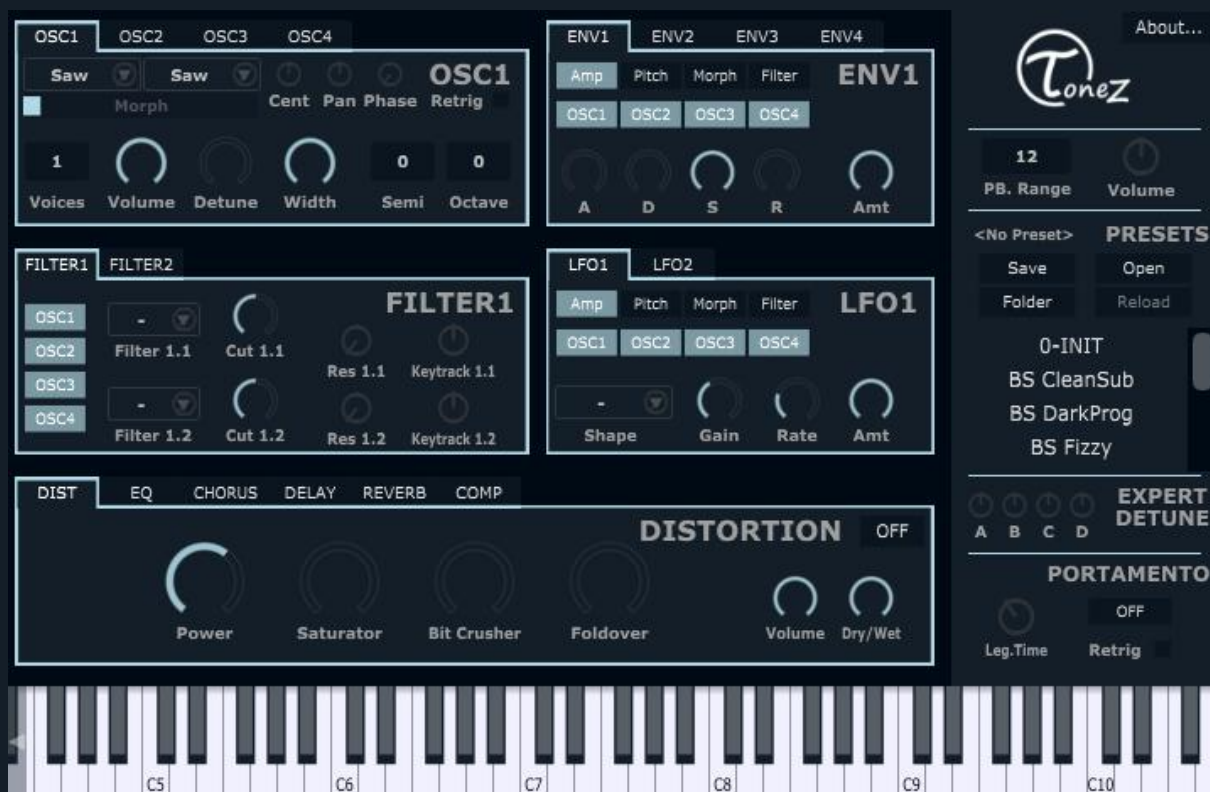 OSC1 OSC2 OSC3 OSC4
Saw Saw OSC1
Morph Cent Pan Phase Retrig
1 0 0
Voices Volume Detune Width Semi Octave
ENV1 ENV2 ENV3 ENV4
Amp Pitch Morph Filter ENV1
OSC1 OSC2 OSC3 OSC4
A D S R Amt
FILTER1 FILTER2
FILTER1
OSC1 -
OSC2 Filter 1.1 Cut 1.1
Res 1.1 Keytrack 1.1
OSC3
OSC4 -
Filter 1.2 Cut 1.2 Res 1.2 Keytrack 1.2
LFO1 LFO2
Amp Pitch Morph Filter LFO1
OSC1 OSC2 OSC3 OSC4
-
Shape Gain Rate Amt
DIST EQ CHORUS DELAY REVERB COMP
DISTORTION OFF
Power Saturator Bit Crusher Foldover Volume Dry/Wet
About...
ToneZ
12
PB. Range Volume
<No Preset> PRESETS
Save Open
Folder Reload
0-INIT
BS CleanSub
BS DarkProg
BS Fizzy
EXPERT
DETUNE
A B C D
PORTAMENTO
OFF
Leg.Time Retrig
C5 C6 C7 C8 C9 C10